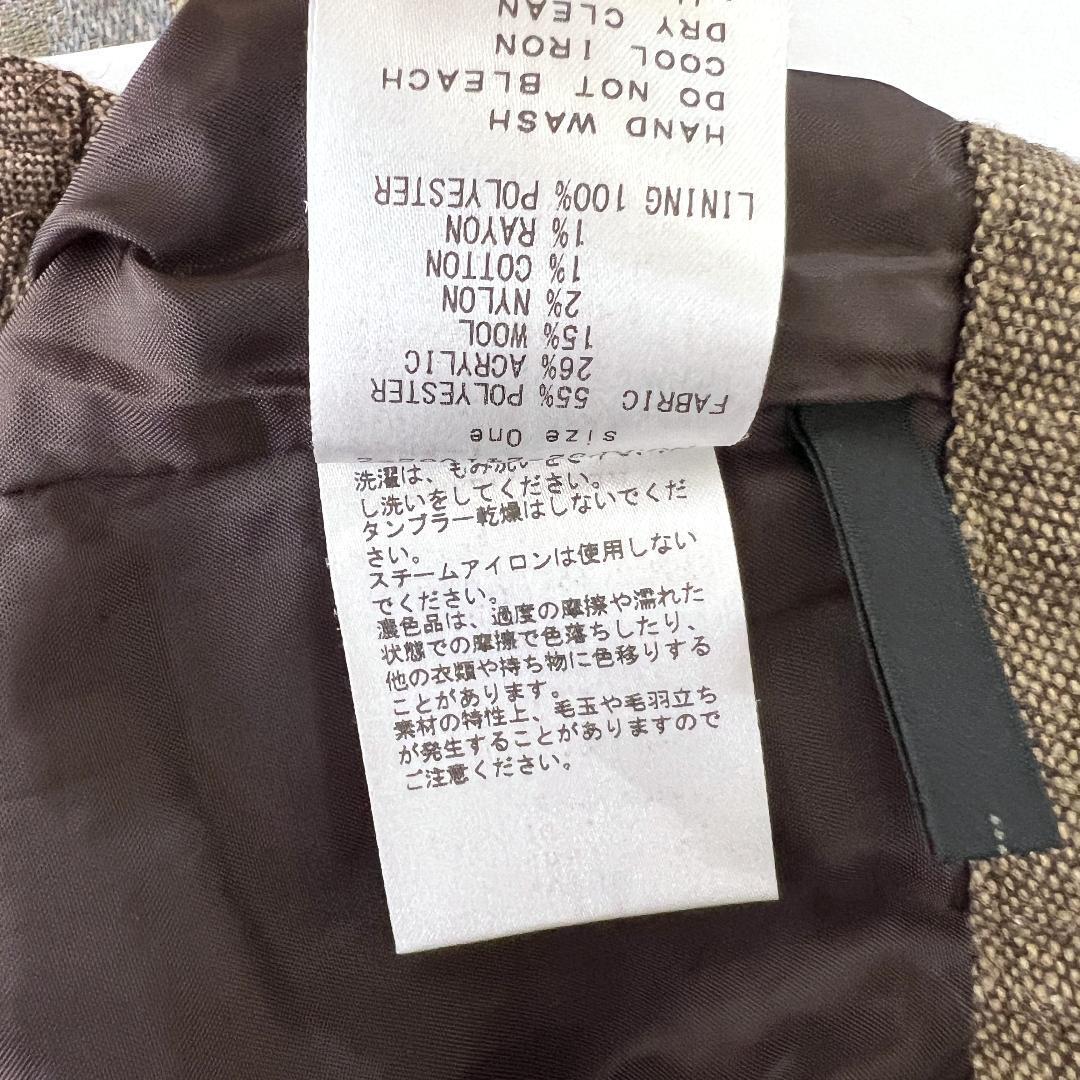 size One
FABRIC 55% POLYESTER
26% ACRYLIC
15% WOOL
2% NYLON
1% COTTON
1% RAYON
LINING 100% POLYESTER
HAND WASH
DO NOT BLEACH
COOL IRON
DRY CLEAN
洗濯は、
し洗いをしてください。
タンブラー乾燥はしないでくだ
さい。
スチームアイロンは使用しない
でください。
濃色品は、過度の摩擦や濡れた
状態での摩擦で色落ちしたり、
他の衣類や持ち物に色移りする
ことがあります。
素材の特性上、毛玉や毛羽立ち
が発生することがありますので
ご注意ください。